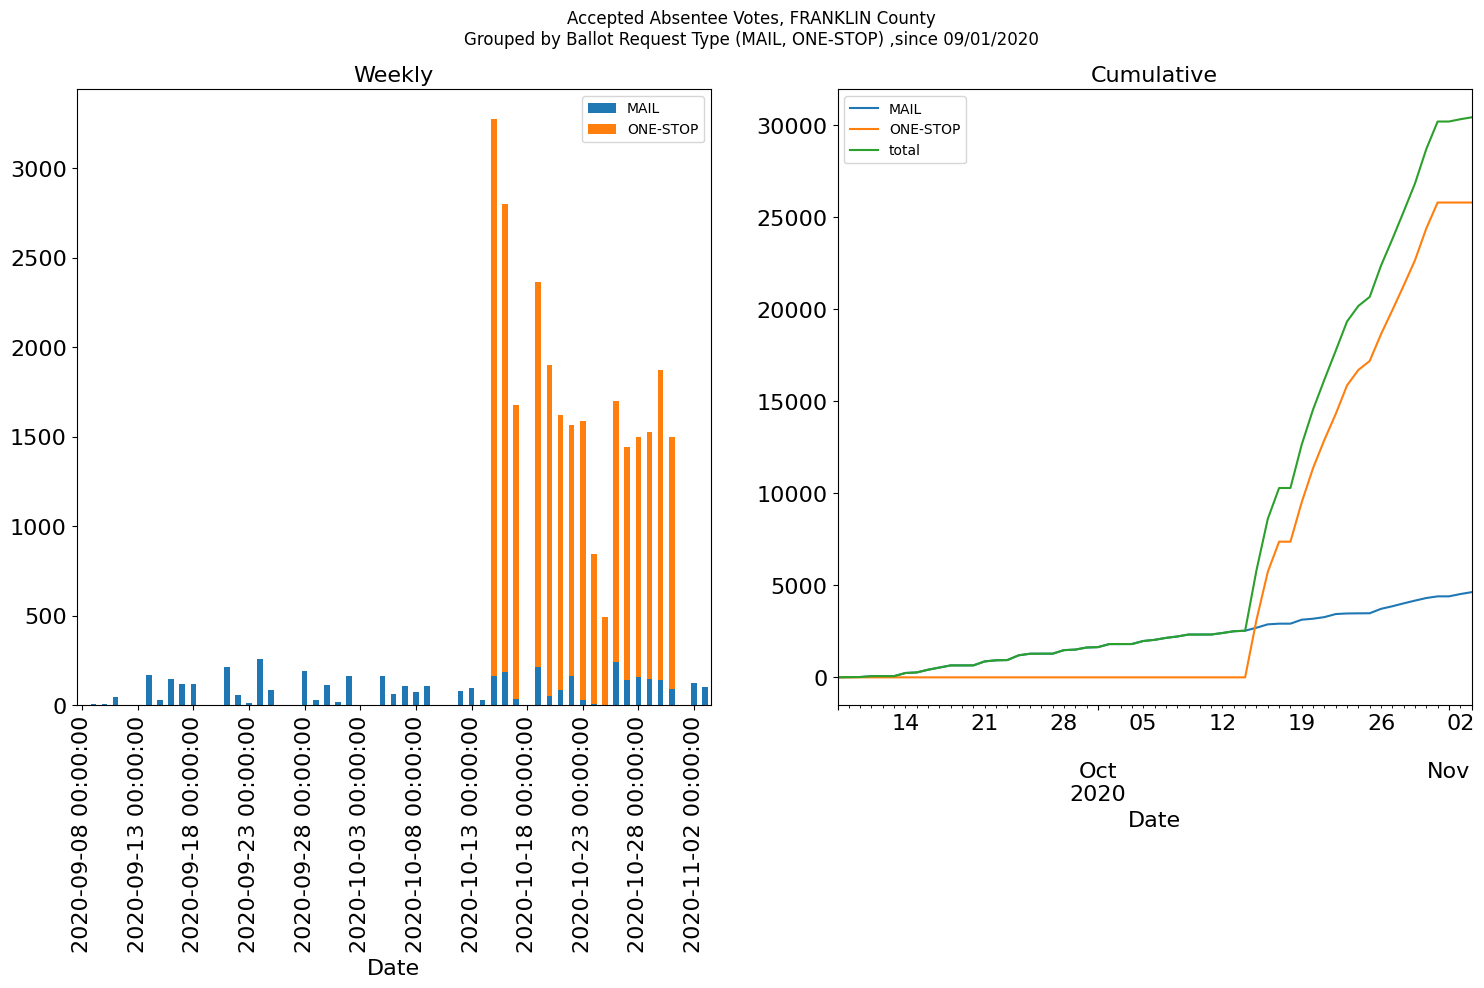 Accepted Absentee Votes, FRANKLIN County
Grouped by Ballot Request Type (MAIL, ONE-STOP) ,since 09/01/2020
Weekly
MAIL
ONE-STOP
3000
2500
2000
1500
1000
500
0
2020-09-08 00:00:00
2020-09-13 00:00:00
2020-09-18 00:00:00
2020-09-23 00:00:00
2020-09-28 00:00:00
2020-10-03 00:00:00
2020-10-08 00:00:00
2020-10-13 00:00:00
2020-10-18 00:00:00
2020-10-23 00:00:00
2020-10-28 00:00:00
2020-11-02 00:00:00
Date
Cumulative
MAIL
ONE-STOP
total
30000
25000
20000
15000
10000
5000
0
14 21 28 05 12 19 26 02
Oct Nov
2020
Date